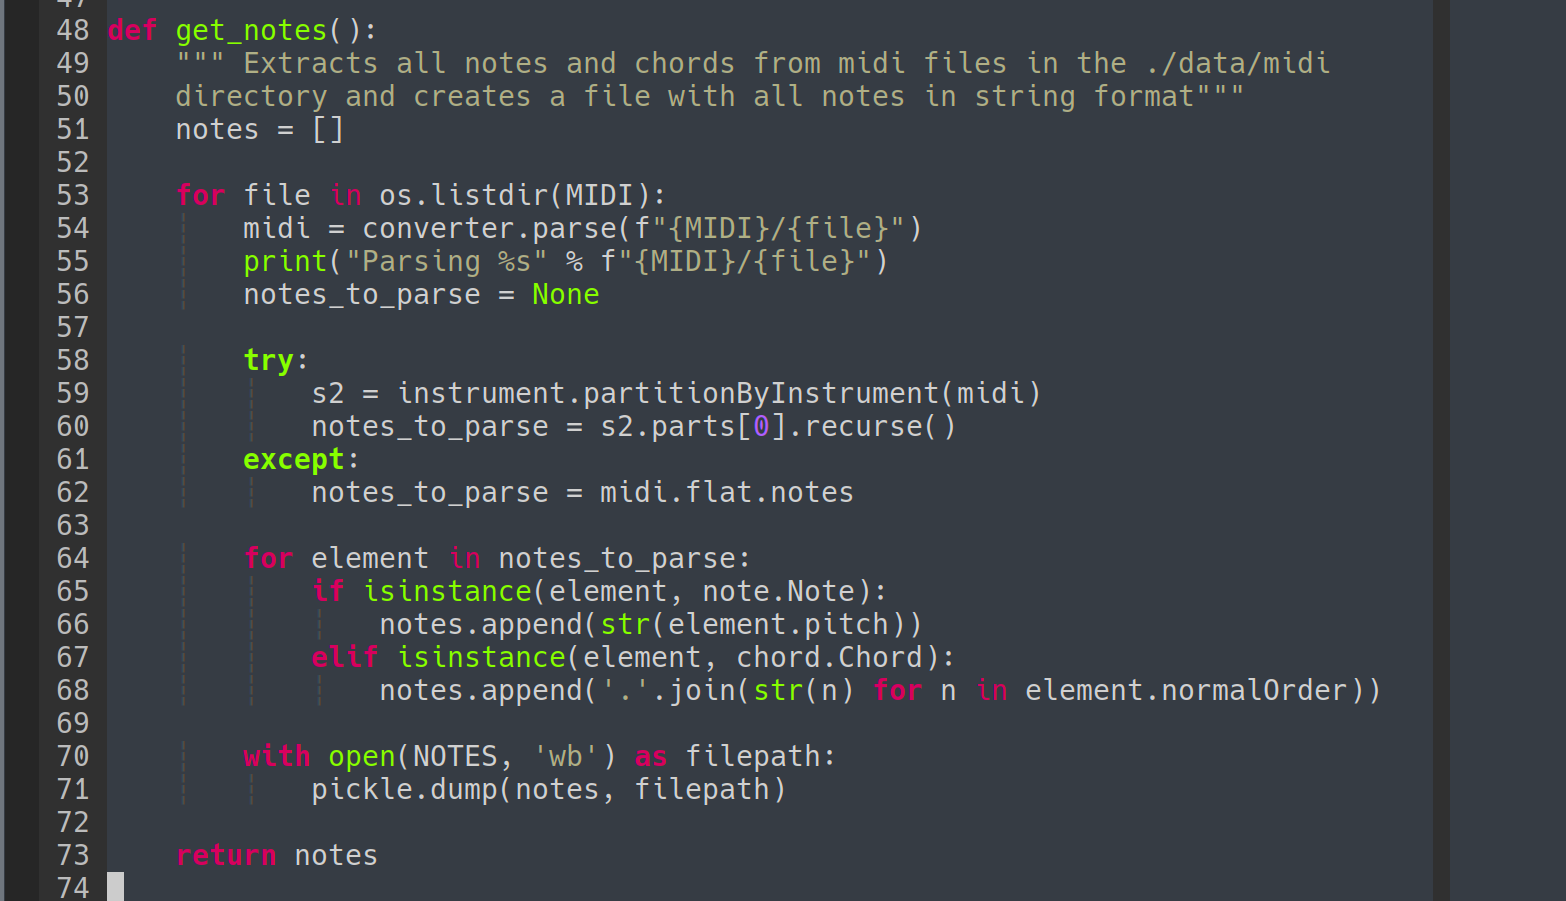 47
48 def get_notes():
49     """ Extracts all notes and chords from midi files in the ./data/midi
50     directory and creates a file with all notes in string format"""
51     notes = []
52
53     for file in os.listdir(MIDI):
54         midi = converter.parse(f"{MIDI}/{file}")
55         print("Parsing %s" % f"{MIDI}/{file}")
56         notes_to_parse = None
57
58         try:
59             s2 = instrument.partitionByInstrument(midi)
60             notes_to_parse = s2.parts[0].recurse()
61         except:
62             notes_to_parse = midi.flat.notes
63
64         for element in notes_to_parse:
65             if isinstance(element, note.Note):
66                 notes.append(str(element.pitch))
67             elif isinstance(element, chord.Chord):
68                 notes.append('.'.join(str(n) for n in element.normalOrder))
69
70         with open(NOTES, 'wb') as filepath:
71             pickle.dump(notes, filepath)
72
73     return notes
74